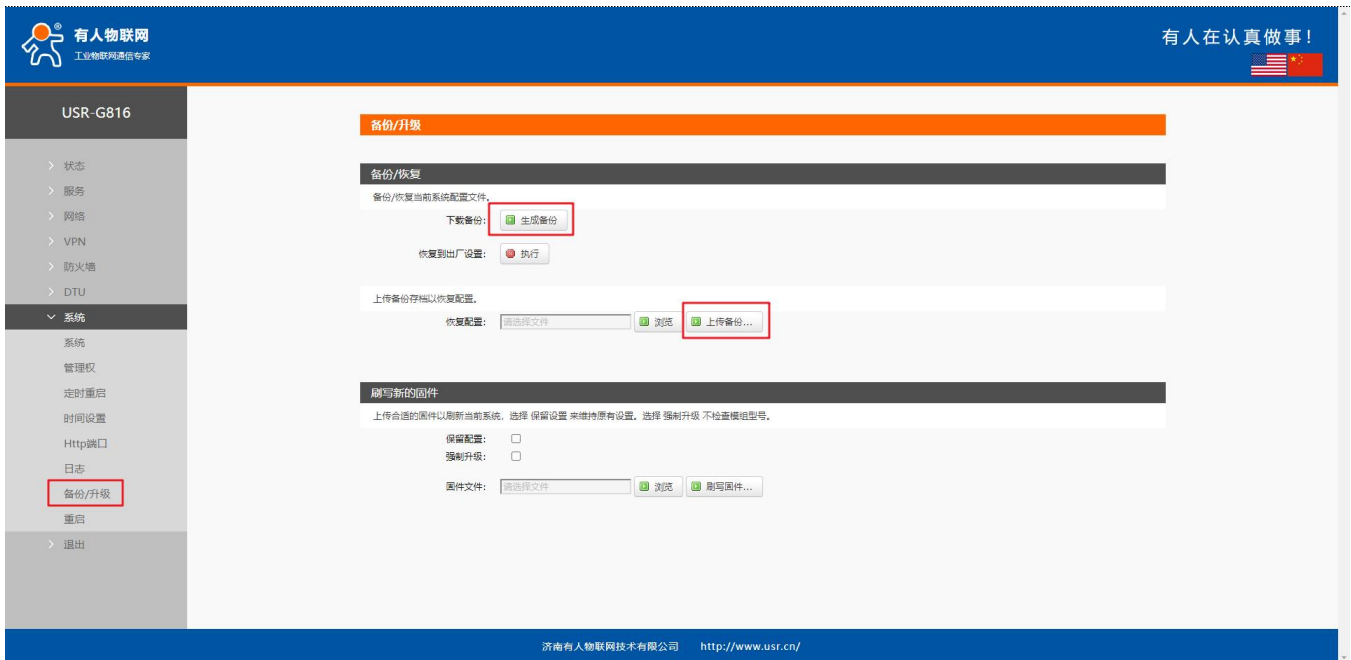 有人物联网
工业物联网通信专家
有人在认真做事！
USR-G816
状态
服务
网络
VPN
防火墙
DTU
系统
系统
管理权
定时重启
时间设置
Http端口
日志
备份/升级
重启
退出
备份/升级
备份/恢复
备份/恢复当前系统配置文件。
下载备份： 生成备份
恢复到出厂设置： 执行
上传备份存档以恢复配置。
恢复配置： 请选择文件 浏览 上传备份...
刷写新的固件
上传合适的固件以刷新当前系统，选择 保留设置 来维持原有设置。选择 强制升级 不检查模组型号。
保留配置：
强制升级：
固件文件： 请选择文件 浏览 刷写固件...
济南有人物联网技术有限公司 http://www.usr.cn/